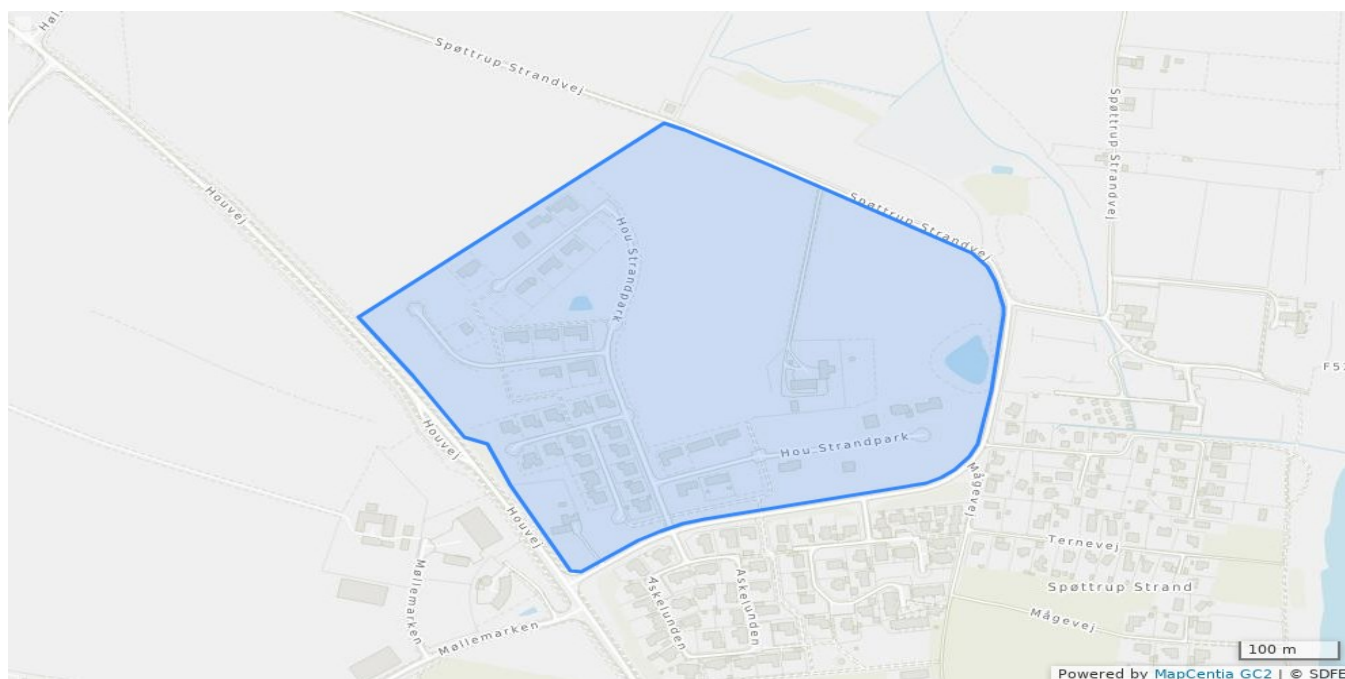 Spøttrup Strandvej
Spøttrup Strandvej
Houvej
Spøttrup Strandvej
Hou Strandpark
Houvej
Hou Strandpark
Mågevej
Houvej
Ternevej
Møllemarken
Askelunden
Askelunden
Spøttrup Strand
Mågevej
Møllemarken
100 m
Powered by MapCentia GC2 | © SDFE